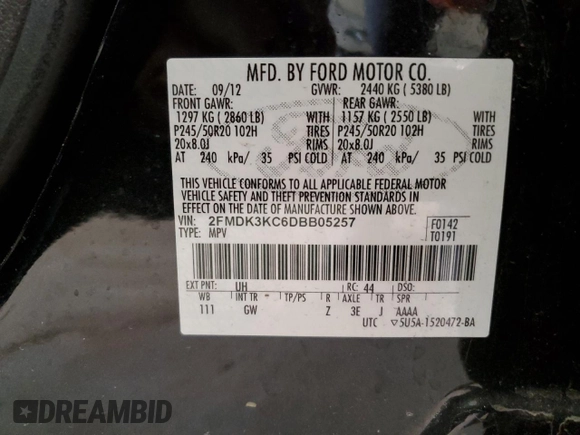 MFD. BY FORD MOTOR CO.
DATE: 09/12 GVWR: 2440 KG ( 5380 LB)
FRONT GAWR: REAR GAWR:
1297 KG ( 2860 LB) WITH 1157 KG ( 2550 LB) WITH
P245/50R20 102H TIRES P245/50R20 102H TIRES
20x8.0J RIMS 20x8.0J RIMS
AT 240 kPa/ 35 PSI COLD AT 240 kPa/ 35 PSI COLD
THIS VEHICLE CONFORMS TO ALL APPLICABLE FEDERAL MOTOR
VEHICLE SAFETY AND BUMPER STANDARDS IN
EFFECT ON THE DATE OF MANUFACTURE SHOWN ABOVE.
VIN: 2FMDK3KC6DBB05257 F0142
TYPE: MPV T0191
EXT PNT: UH RC: 44 DSO:
WB INT TR TP/PS R AXLE TR SPR
111 GW Z 3E J AAAA
UTC ▽5U5A-1520472-BA
DREAMBID